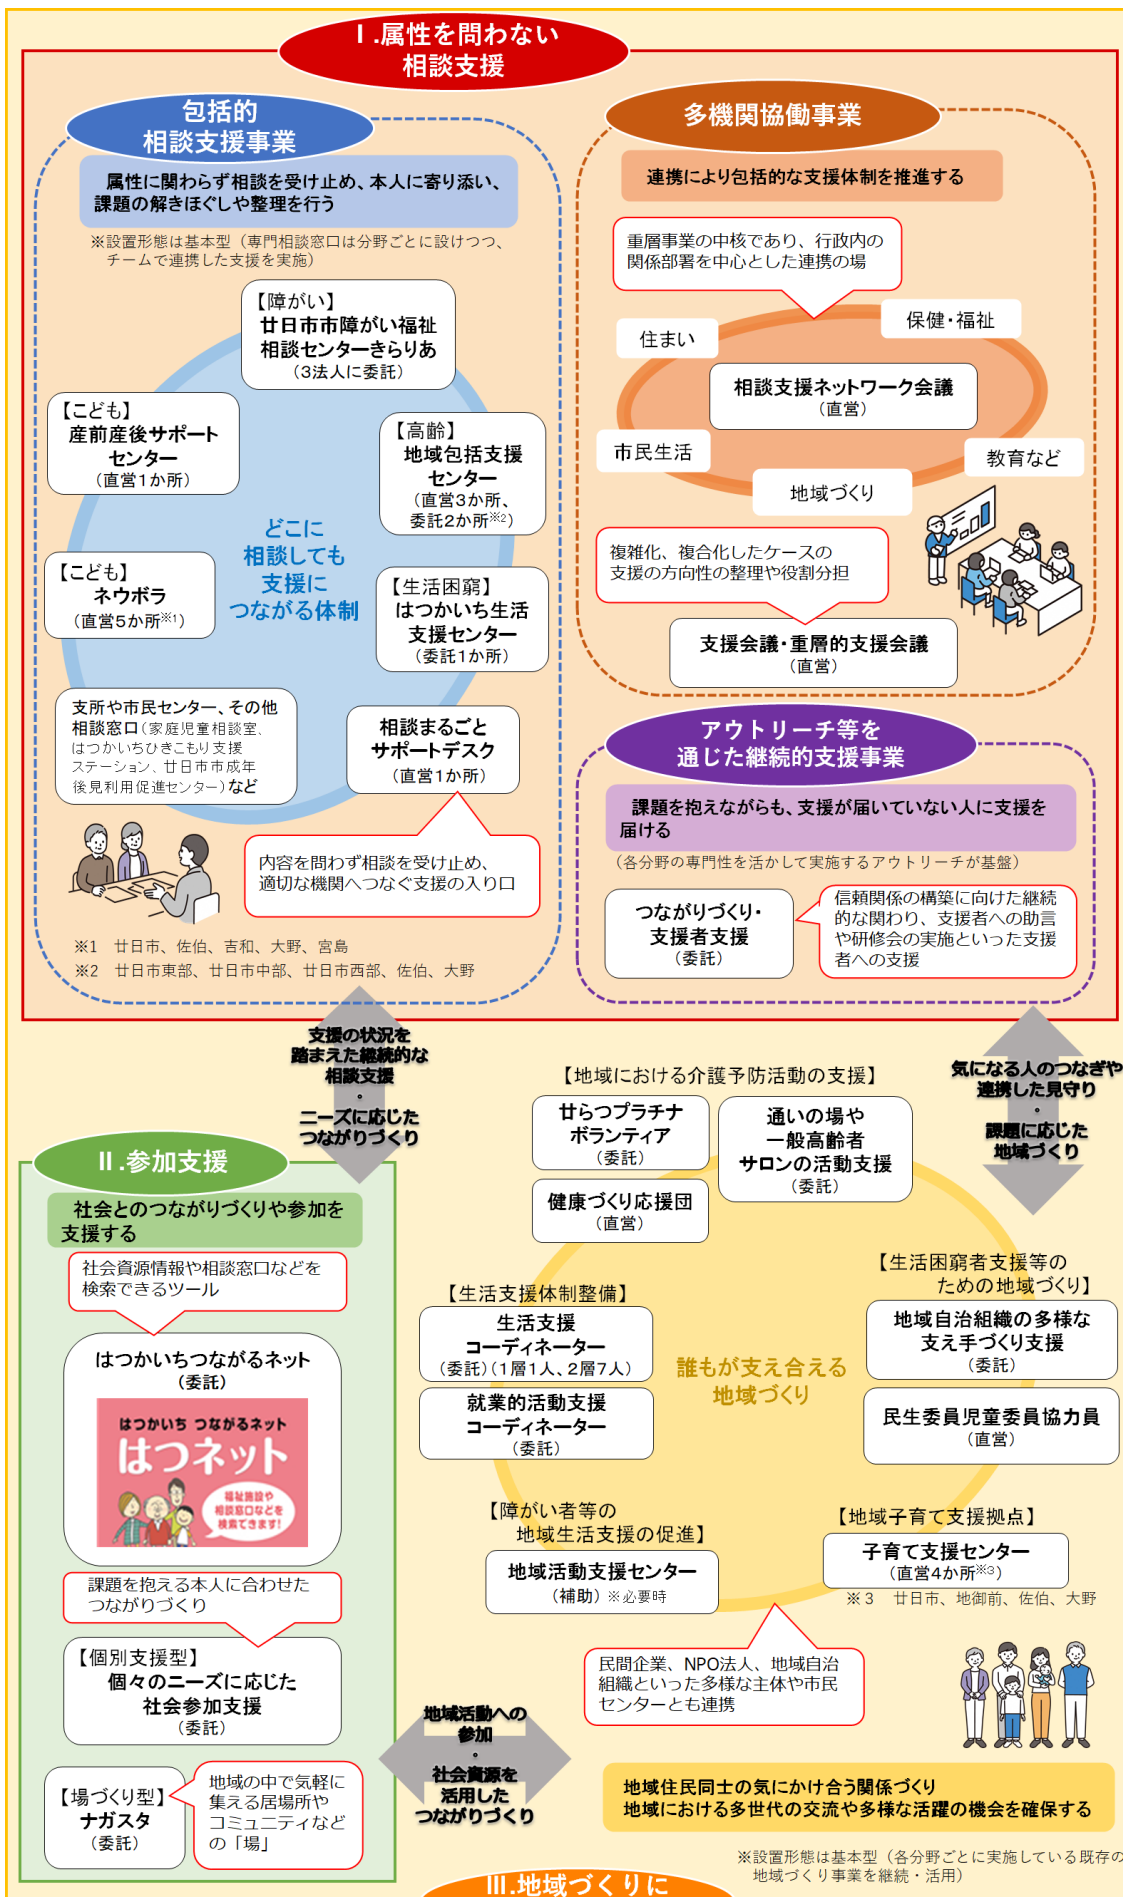 Ⅰ.属性を問わない
相談支援
包括的
相談支援事業
属性に関わらず相談を受け止め、本人に寄り添い、
課題の解きほぐしや整理を行う
※設置形態は基本型（専門相談窓口は分野ごとに設けつつ、
チームで連携した支援を実施）
【障がい】
廿日市市障がい福祉
相談センターきらりあ
（3法人に委託）
【こども】
産前産後サポート
センター
（直営1か所）
【高齢】
地域包括支援
センター
（直営3か所、
委託2か所※2）
どこに
相談しても
支援に
つながる体制
【こども】
ネウボラ
（直営5か所※1）
【生活困窮】
はつかいち生活
支援センター
（委託1か所）
支所や市民センター、その他
相談窓口（家庭児童相談室、
はつかいちひきこもり支援
ステーション、廿日市市成年
後見利用促進センター）など
相談まるごと
サポートデスク
（直営1か所）
内容を問わず相談を受け止め、
適切な機関へつなぐ支援の入り口
※1　廿日市、佐伯、吉和、大野、宮島
※2　廿日市東部、廿日市中部、廿日市西部、佐伯、大野
多機関協働事業
連携により包括的な支援体制を推進する
重層事業の中核であり、行政内の
関係部署を中心とした連携の場
住まい
保健・福祉
相談支援ネットワーク会議
（直営）
市民生活
教育など
地域づくり
複雑化、複合化したケースの
支援の方向性の整理や役割分担
支援会議・重層的支援会議
（直営）
アウトリーチ等を
通じた継続的支援事業
課題を抱えながらも、支援が届いていない人に支援を
届ける
（各分野の専門性を活かして実施するアウトリーチが基盤）
つながりづくり・
支援者支援
（委託）
信頼関係の構築に向けた継続
的な関わり、支援者への助言
や研修会の実施といった支援
者への支援
支援の状況を
踏まえた継続的な
相談支援
・
ニーズに応じた
つながりづくり
気になる人のつなぎや
連携した見守り
・
課題に応じた
地域づくり
Ⅱ.参加支援
社会とのつながりづくりや参加を
支援する
社会資源情報や相談窓口などを
検索できるツール
はつかいちつながるネット
（委託）
はつかいち つながるネット
はつネット
福祉施設や
相談窓口などを
検索できます!
課題を抱える本人に合わせた
つながりづくり
【個別支援型】
個々のニーズに応じた
社会参加支援
（委託）
【場づくり型】
ナガスタ
（委託）
地域の中で気軽に
集える居場所や
コミュニティなど
の「場」
【地域における介護予防活動の支援】
廿らつプラチナ
ボランティア
（委託）
通いの場や
一般高齢者
サロンの活動支援
（委託）
健康づくり応援団
（直営）
【生活支援体制整備】
生活支援
コーディネーター
（委託）（1層1人、2層7人）
就業的活動支援
コーディネーター
（委託）
誰もが支え合える
地域づくり
【生活困窮者支援等の
ための地域づくり】
地域自治組織の多様な
支え手づくり支援
（委託）
民生委員児童委員協力員
（直営）
【障がい者等の
地域生活支援の促進】
地域活動支援センター
（補助）※必要時
【地域子育て支援拠点】
子育て支援センター
（直営4か所※3）
※３　廿日市、地御前、佐伯、大野
民間企業、NPO法人、地域自治
組織といった多様な主体や市民
センターとも連携
地域活動への
参加
・
社会資源を
活用した
つながりづくり
地域住民同士の気にかけ合う関係づくり
地域における多世代の交流や多様な活躍の機会を確保する
※設置形態は基本型（各分野ごとに実施している既存の
地域づくり事業を継続・活用）
Ⅲ.地域づくりに